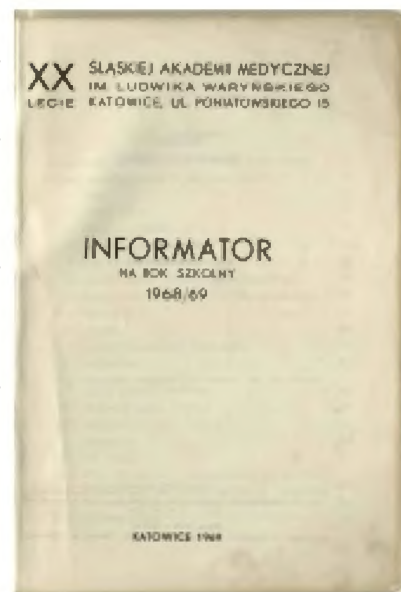 XX ŚLĄSKIEJ AKADEMII MEDYCZNEJ
IM. LUDWIKA WARYŃSKIEGO
LECIE KATOWICE, UL. PONIATOWSKIEGO 15
INFORMATOR
NA ROK SZKOLNY
1968/69
KATOWICE 1968